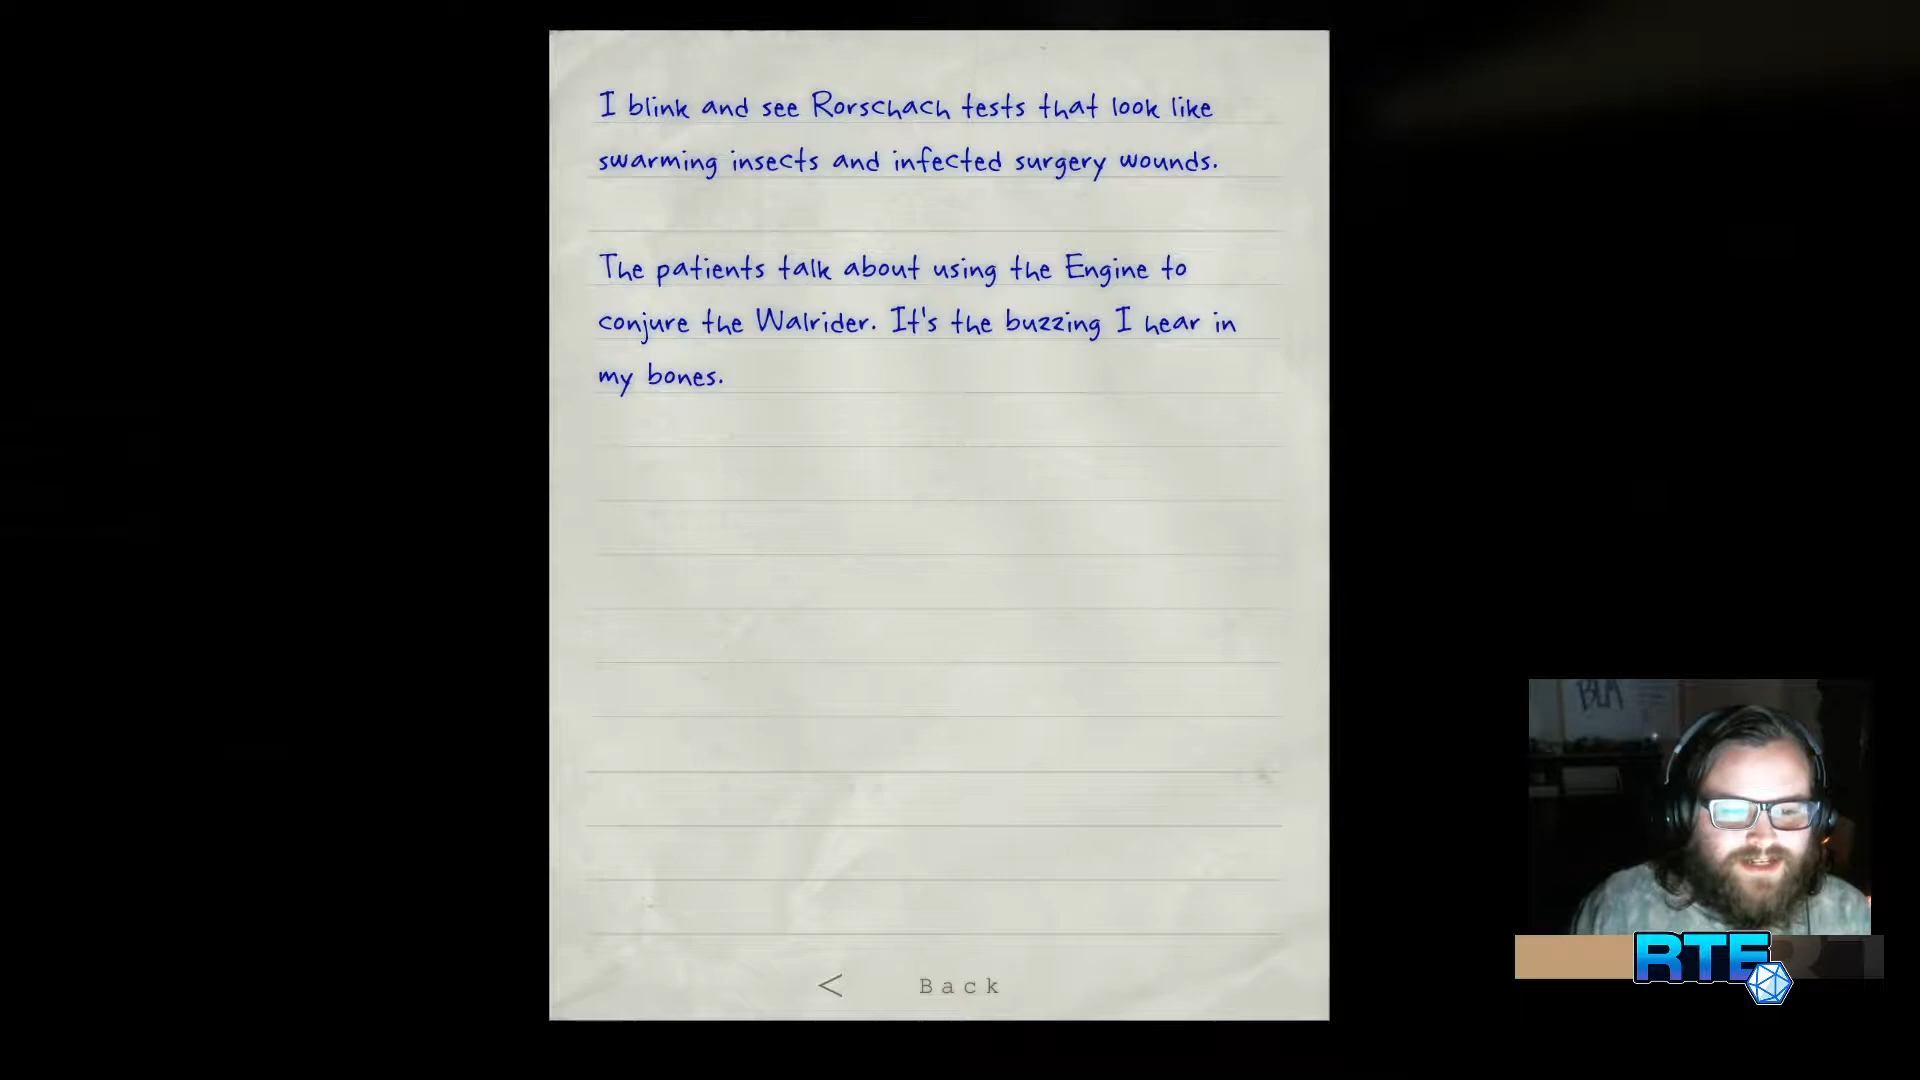 I blink and see Rorschach tests that look like
swarming insects and infected surgery wounds.
The patients talk about using the Engine to
conjure the Walrider. It's the buzzing I hear in
my bones.
< Back
BLM
RTE